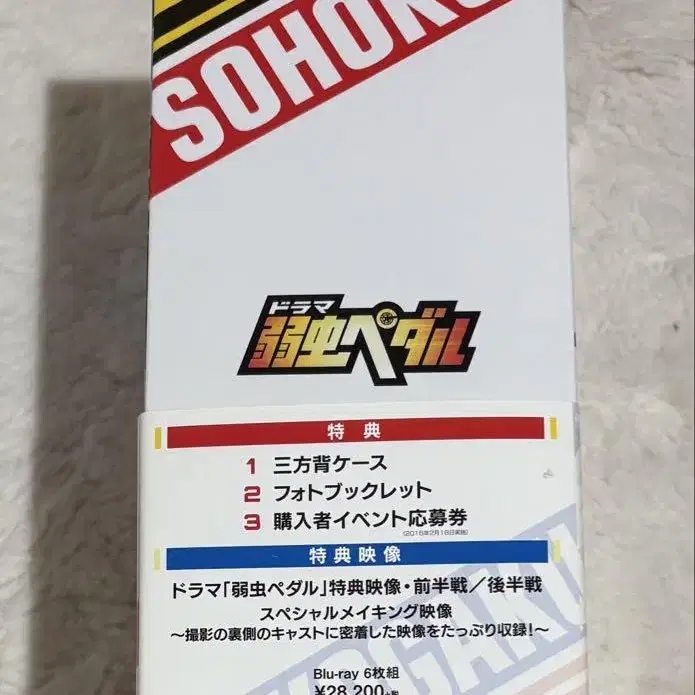 SOHOKU
ドラマ
弱虫ペダル
特典
1 三方背ケース
2 フォトブックレット
3 購入者イベント応募券
特典映像
ドラマ「弱虫ペダル」特典映像・前半戦／後半戦
スペシャルメイキング映像
～撮影の裏側のキャストに密着した映像をたっぷり収録！～
Blu-ray 6枚組
¥28,200